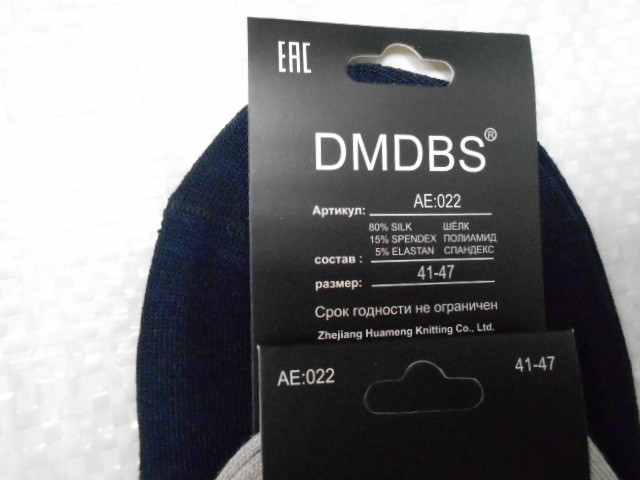 EAC
DMDBS®
Артикул: AE:022
80% SILK ШЁЛК
15% SPENDEX ПОЛИАМИД
состав : 5% ELASTAN СПАНДЕКС
размер: 41-47
Срок годности не ограничен
Zhejiang Huameng Knitting Co., Ltd.
AE:022 41-47